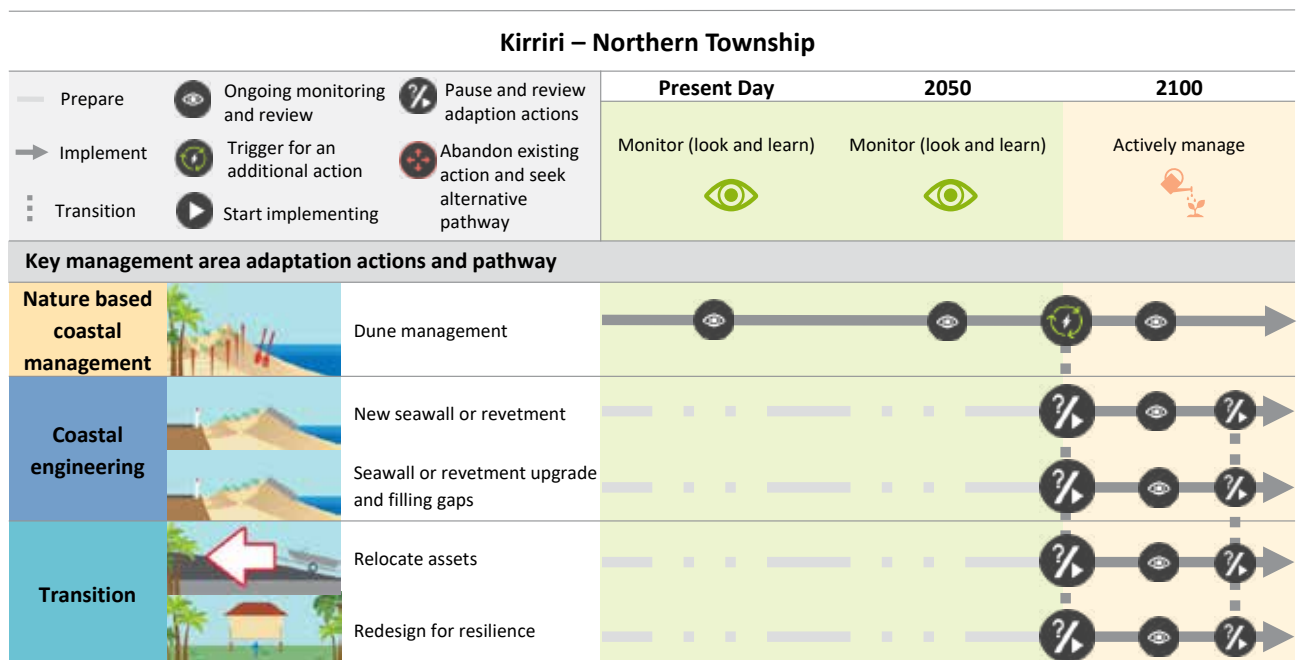 Kirriri – Northern Township
Prepare
Ongoing monitoring
and review
Pause and review
adaption actions
Implement
Trigger for an
additional action
Abandon existing
action and seek
alternative
pathway
Transition
Start implementing
Present Day
2050
2100
Monitor (look and learn)
Monitor (look and learn)
Actively manage
Key management area adaptation actions and pathway
Nature based
coastal
management
Dune management
Coastal
engineering
New seawall or revetment
Seawall or revetment upgrade
and filling gaps
Transition
Relocate assets
Redesign for resilience